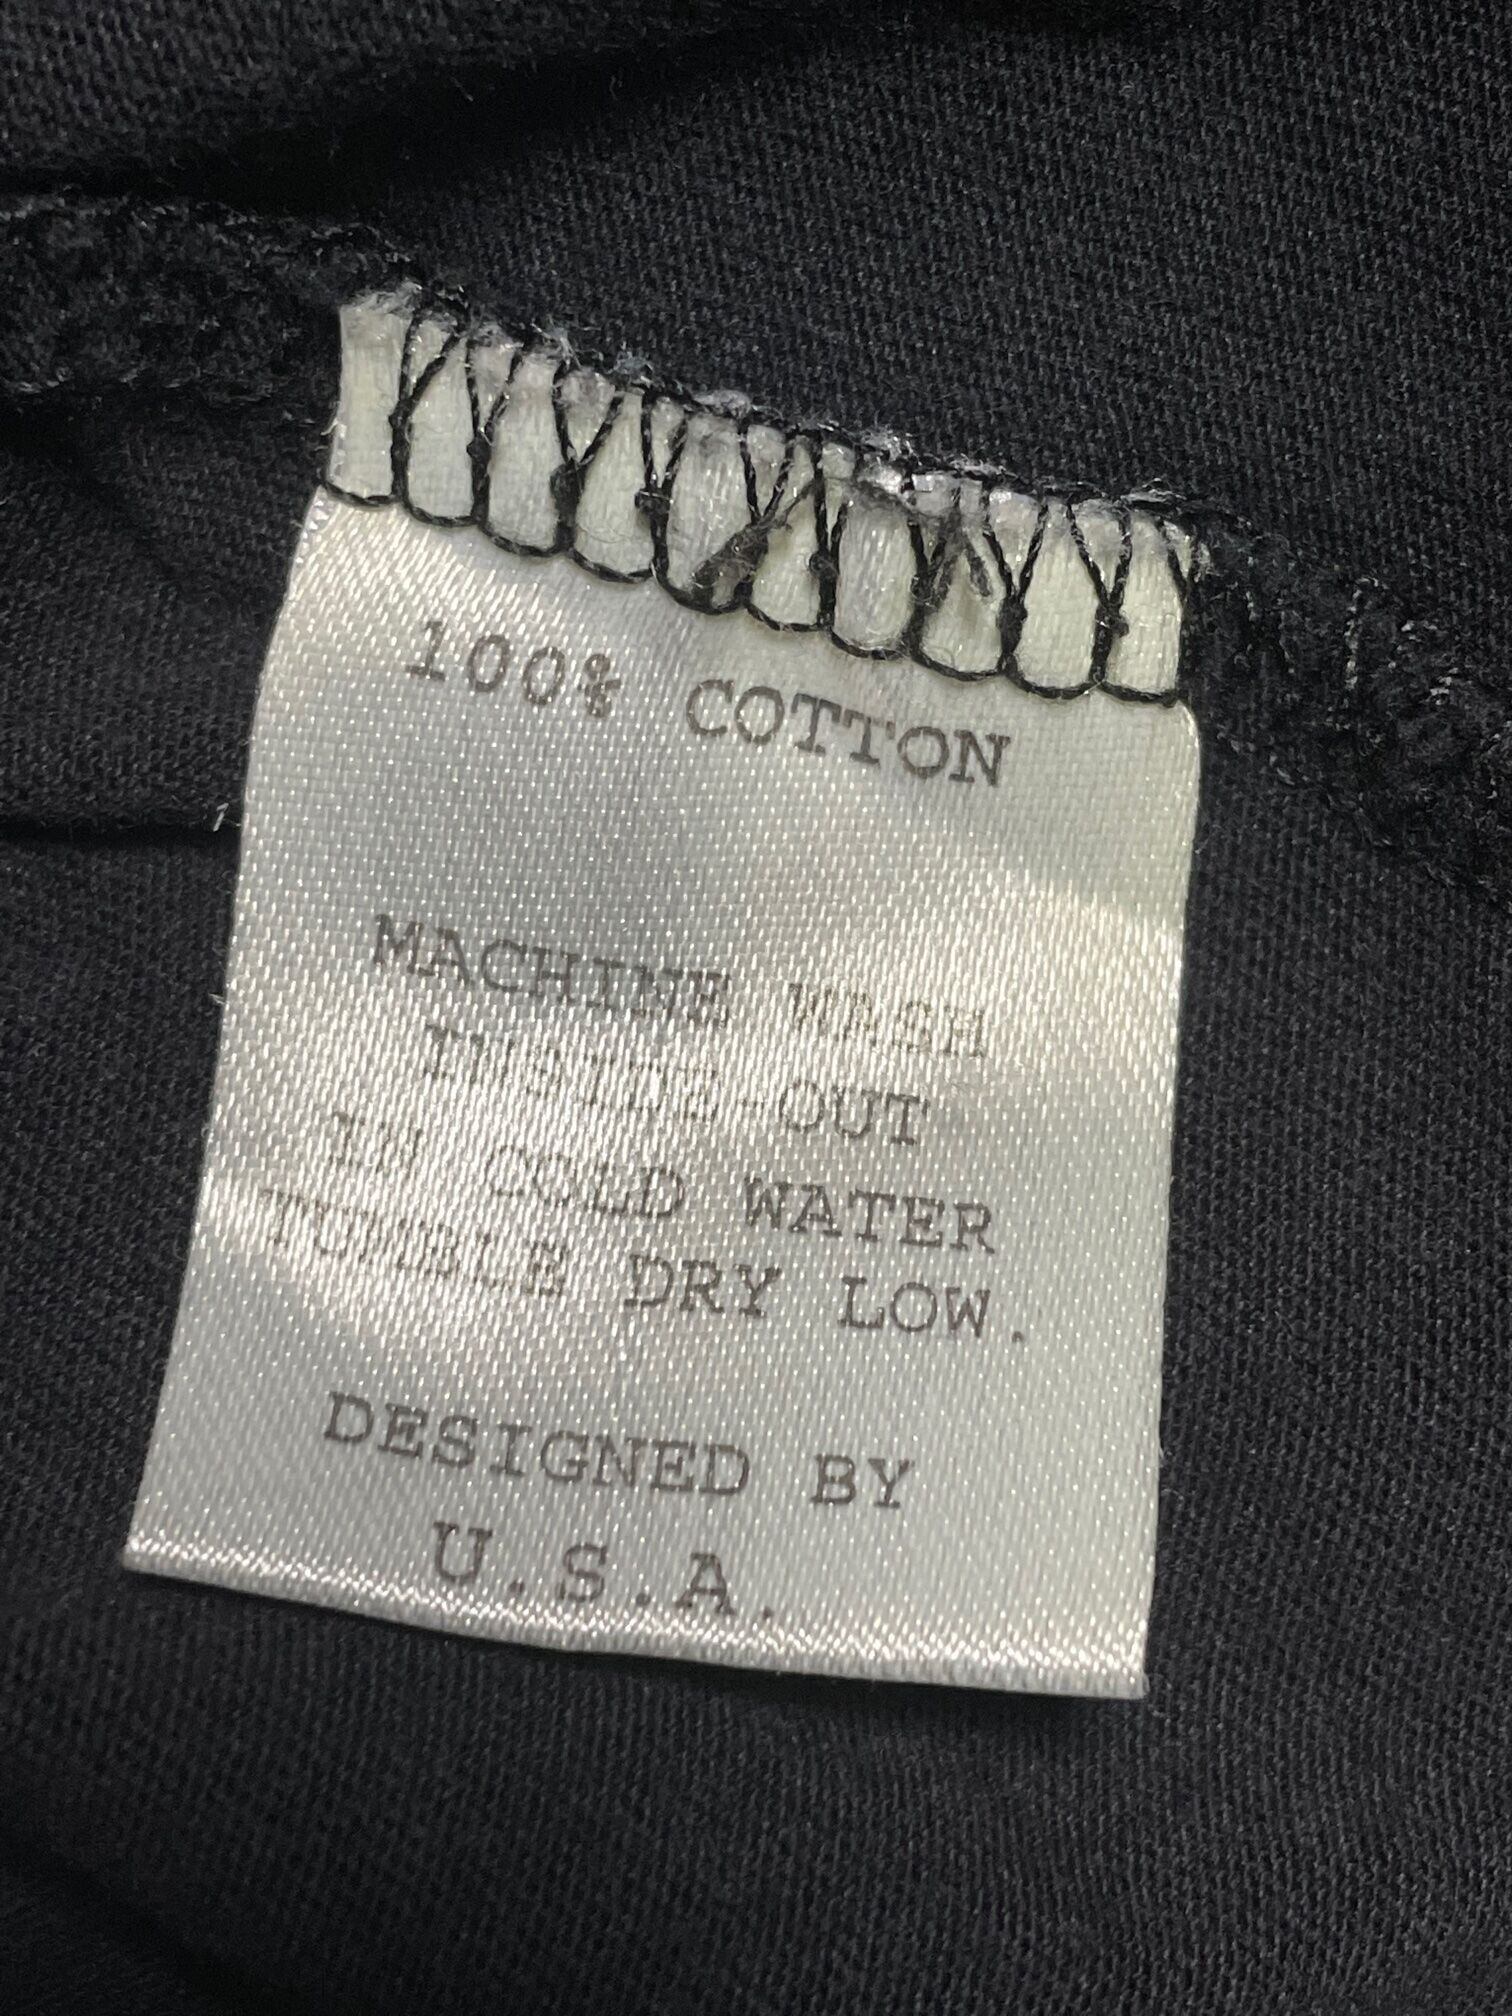 100% COTTON
MACHINE WASH
INSIDE-OUT
IN COLD WATER
TUMBLE DRY LOW.
DESIGNED BY
U.S.A.